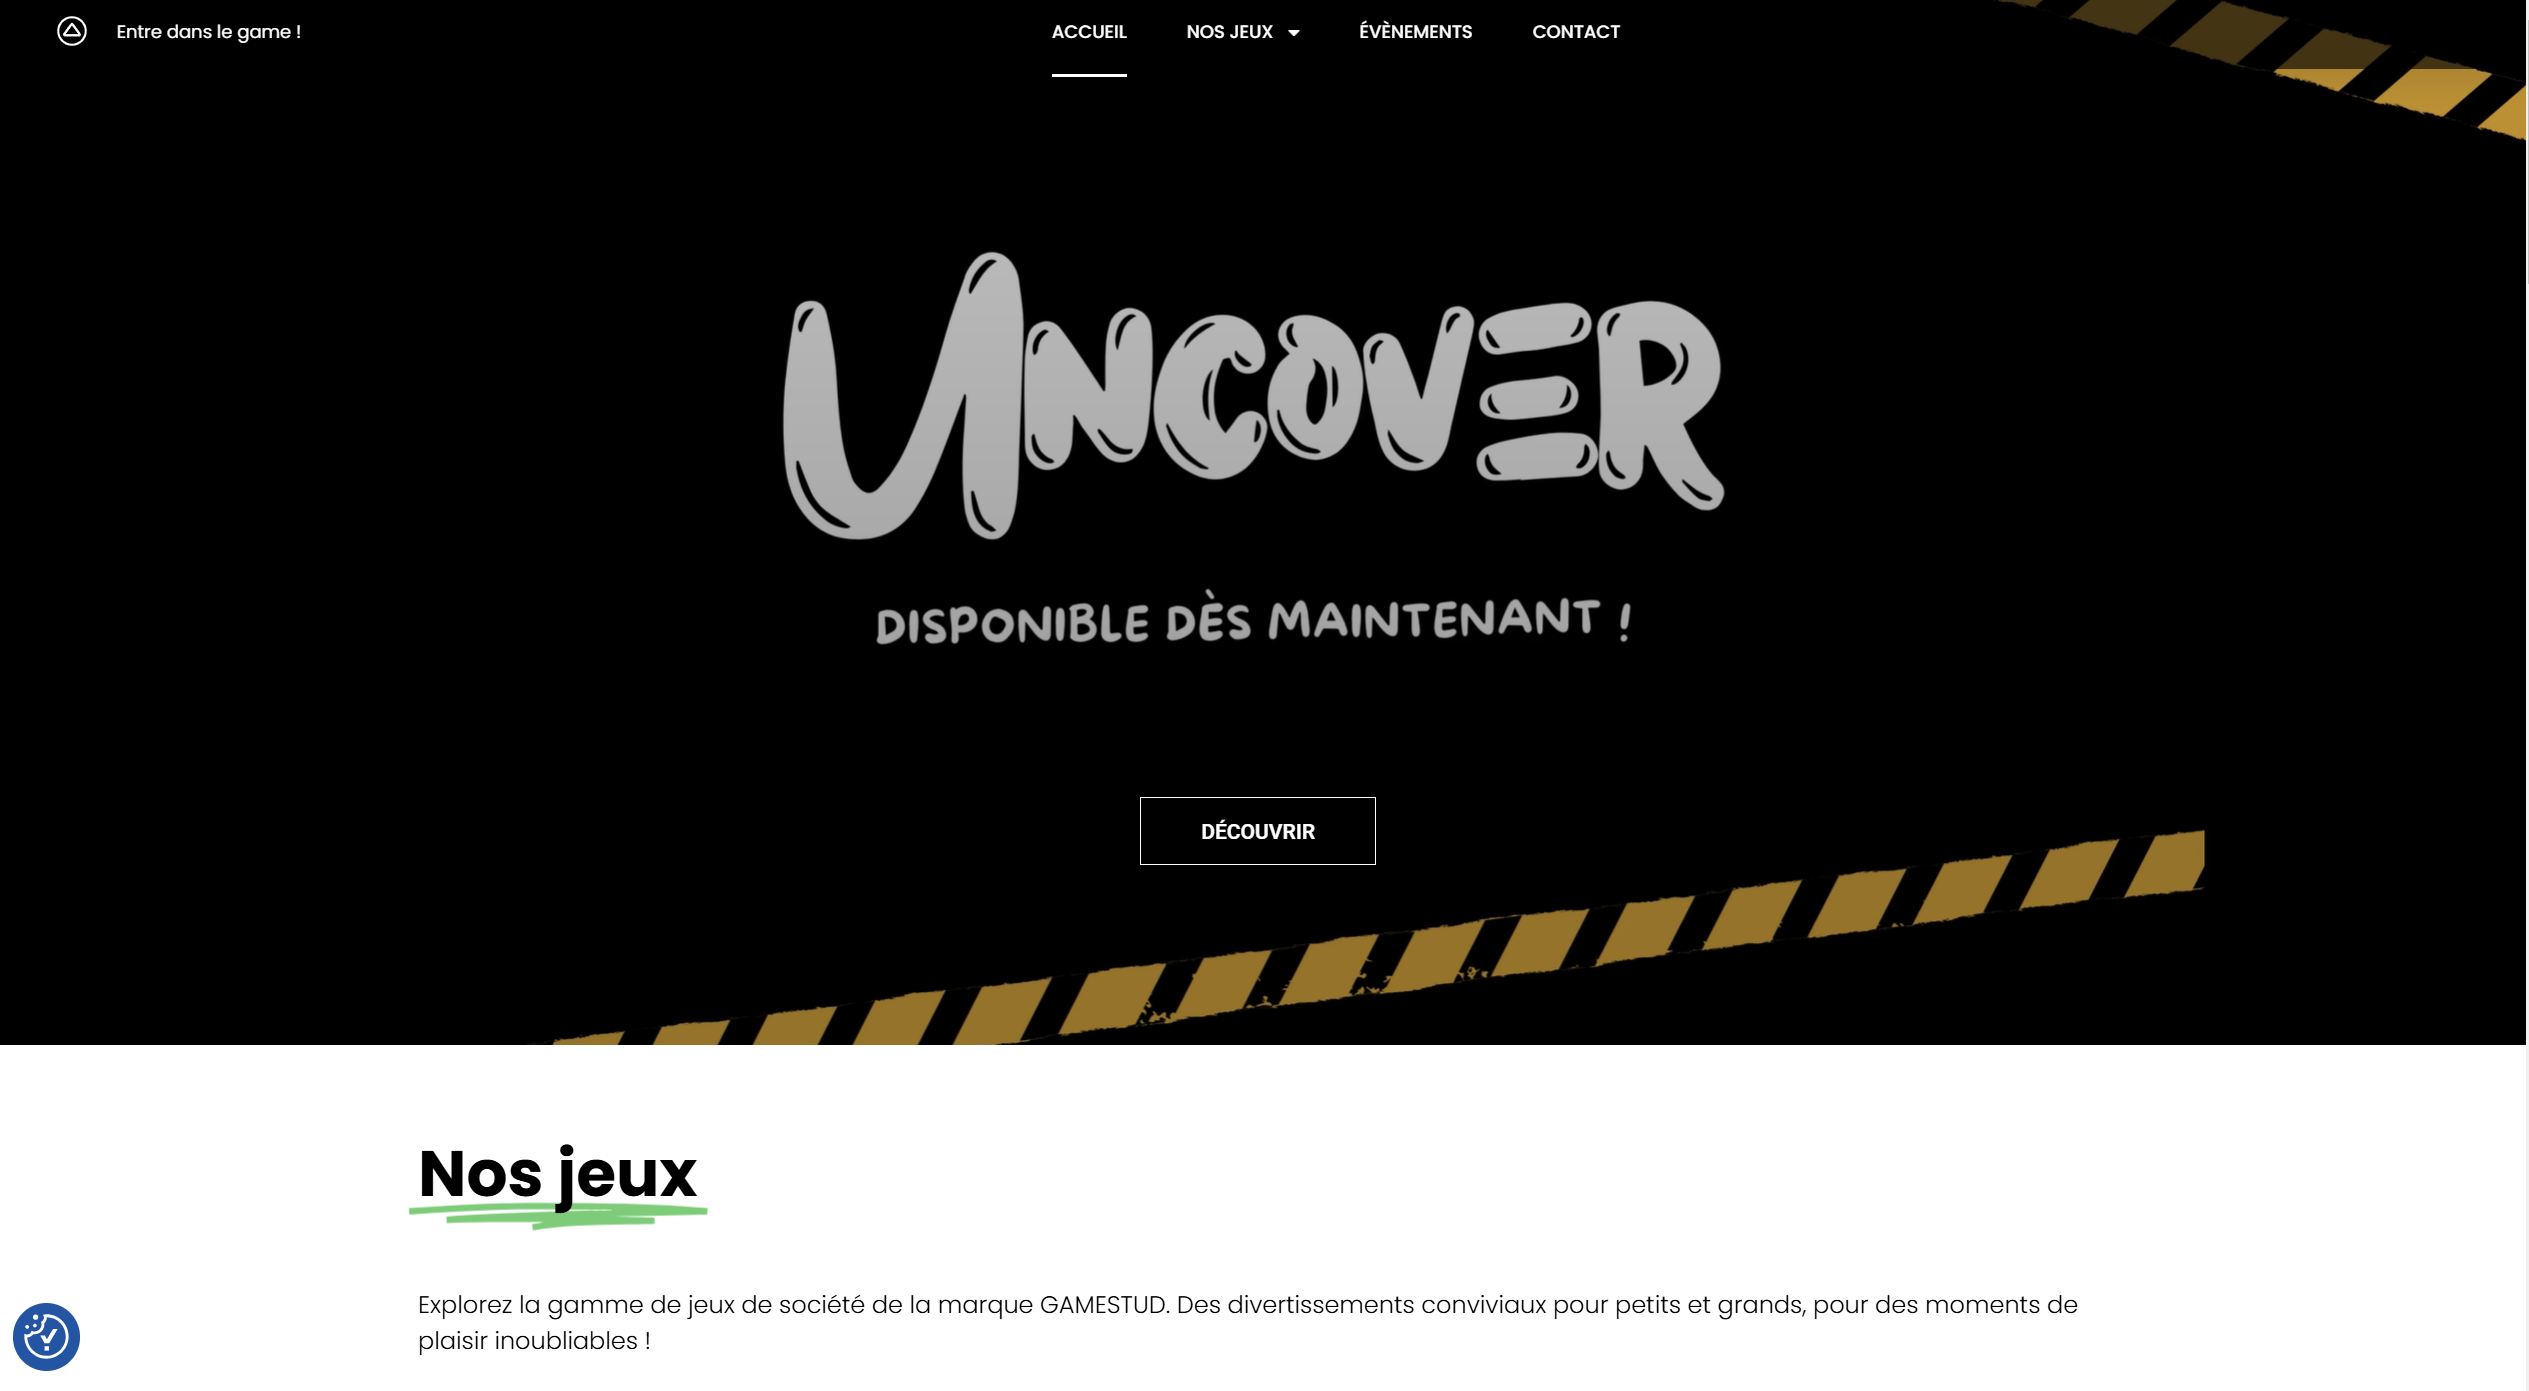 Entre dans le game !
ACCUEIL
NOS JEUX
ÉVÈNEMENTS
CONTACT
UNCOVER
DISPONIBLE DÈS MAINTENANT !
DÉCOUVRIR
Nos jeux
Explorez la gamme de jeux de société de la marque GAMESTUD. Des divertissements conviviaux pour petits et grands, pour des moments de
plaisir inoubliables !